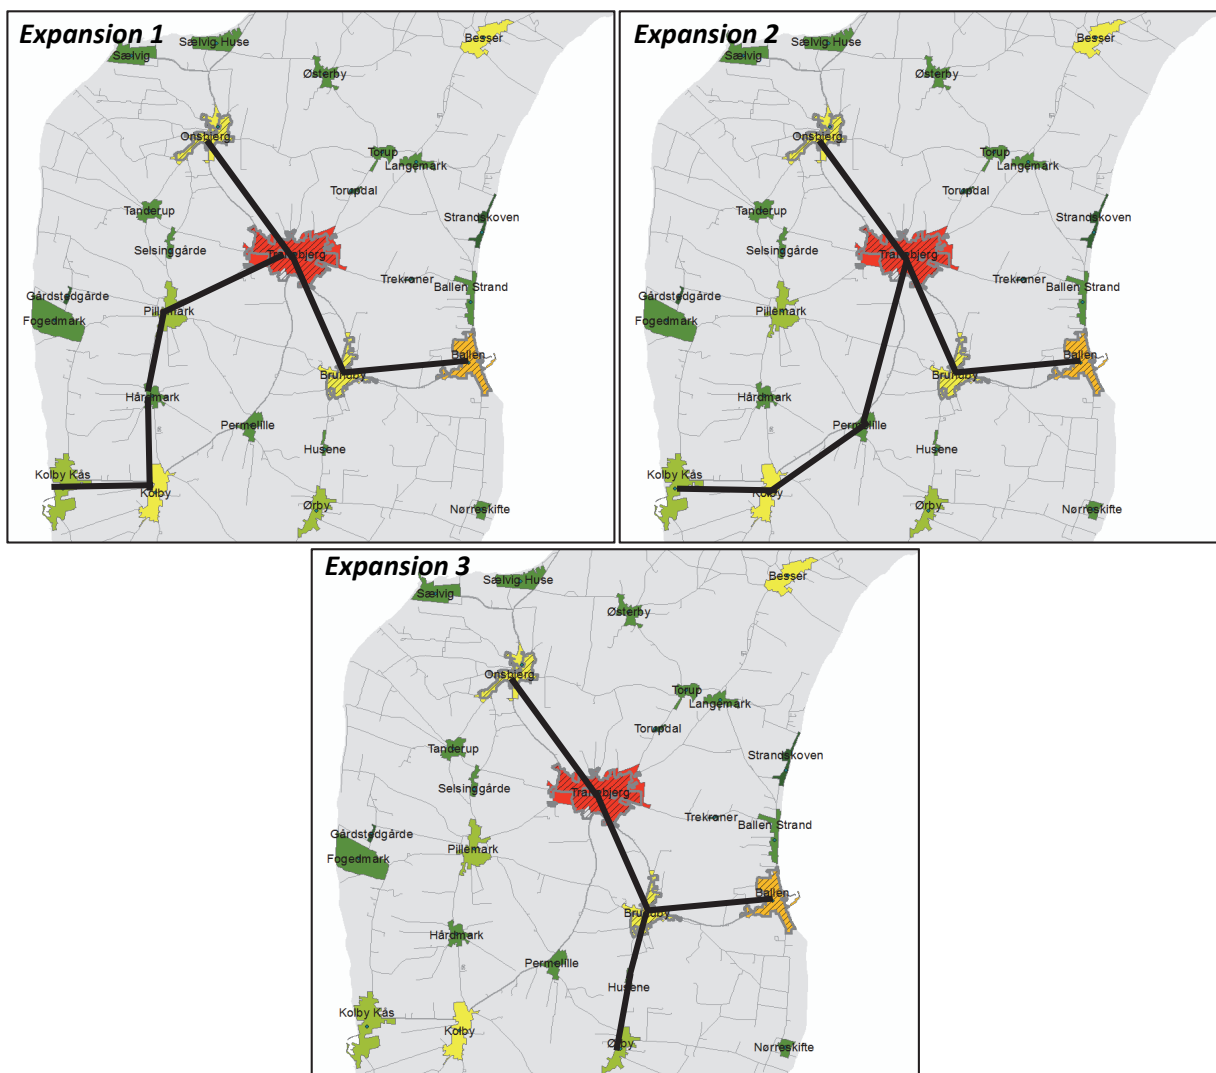 Expansion 1
Sælvig Huse
Sælvig
Besser
Østerby
Onsbjerg
Torup
Langemark
Torupdal
Tanderup
Strandskoven
Selsinggårde
Tranebjerg
Trekroner
Ballen Strand
Gårdstedgårde
Fogedmark
Pillemark
Ballen
Brundby
Hårdmark
Permelille
Husene
Kolby Kås
Kolby
Ørby
Nørreskifte
Expansion 2
Sælvig Huse
Sælvig
Besser
Østerby
Onsbjerg
Torup
Langemark
Torupdal
Tanderup
Strandskoven
Selsinggårde
Tranebjerg
Trekroner
Ballen Strand
Gårdstedgårde
Fogedmark
Pillemark
Ballen
Brundby
Hårdmark
Permelille
Husene
Kolby Kås
Kolby
Ørby
Nørreskifte
Expansion 3
Sælvig Huse
Sælvig
Besser
Østerby
Onsbjerg
Torup
Langemark
Torupdal
Tanderup
Strandskoven
Selsinggårde
Tranebjerg
Trekroner
Ballen Strand
Gårdstedgårde
Fogedmark
Pillemark
Ballen
Brundby
Hårdmark
Permelille
Husene
Kolby Kås
Kolby
Ørby
Nørreskifte